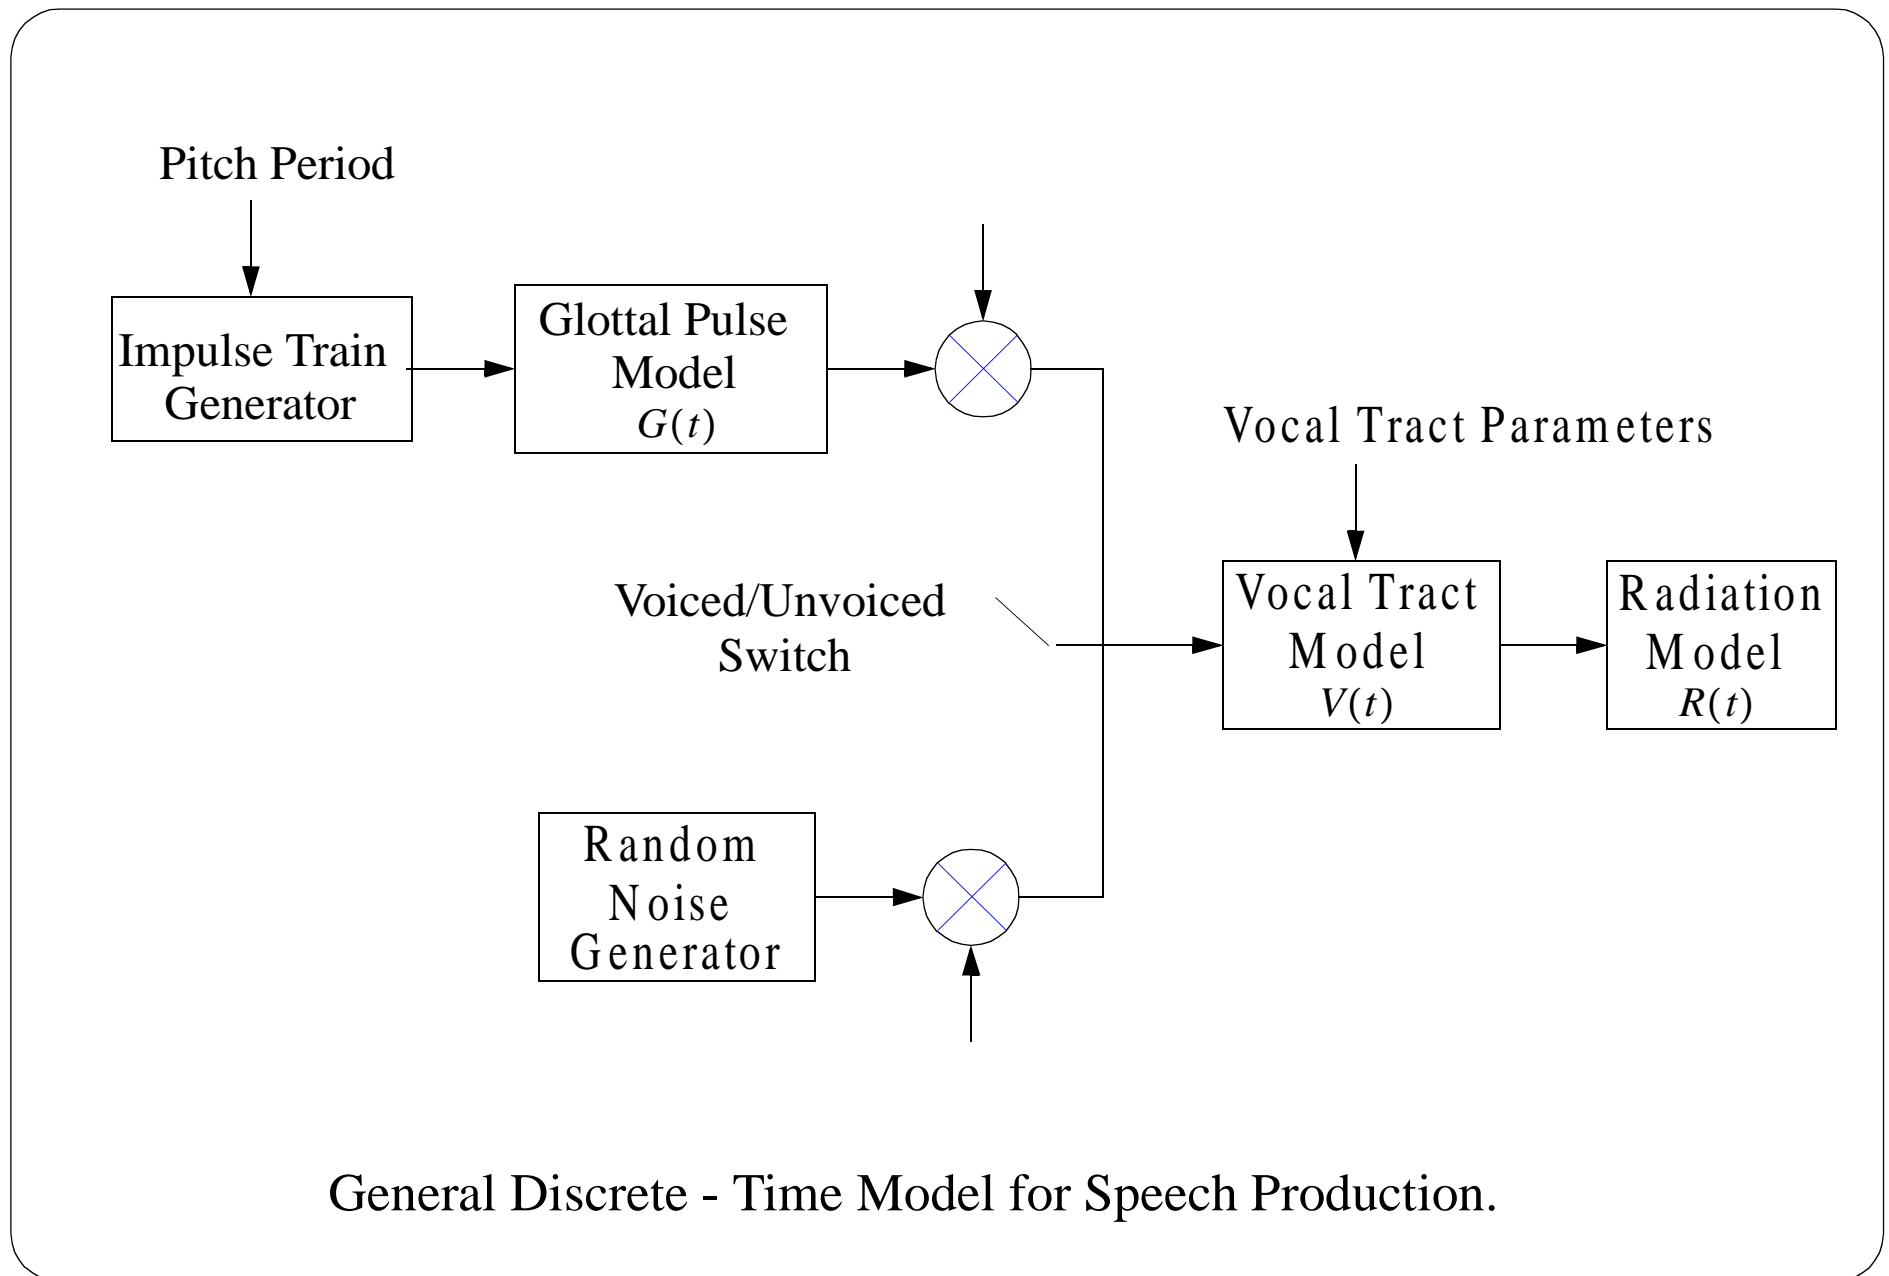 Pitch Period
Impulse Train
Generator
Glottal Pulse
Model
G(t)
Vocal Tract Parameters
Voiced/Unvoiced
Switch
Vocal Tract
Model
V(t)
Radiation
Model
R(t)
Random
Noise
Generator
General Discrete - Time Model for Speech Production.